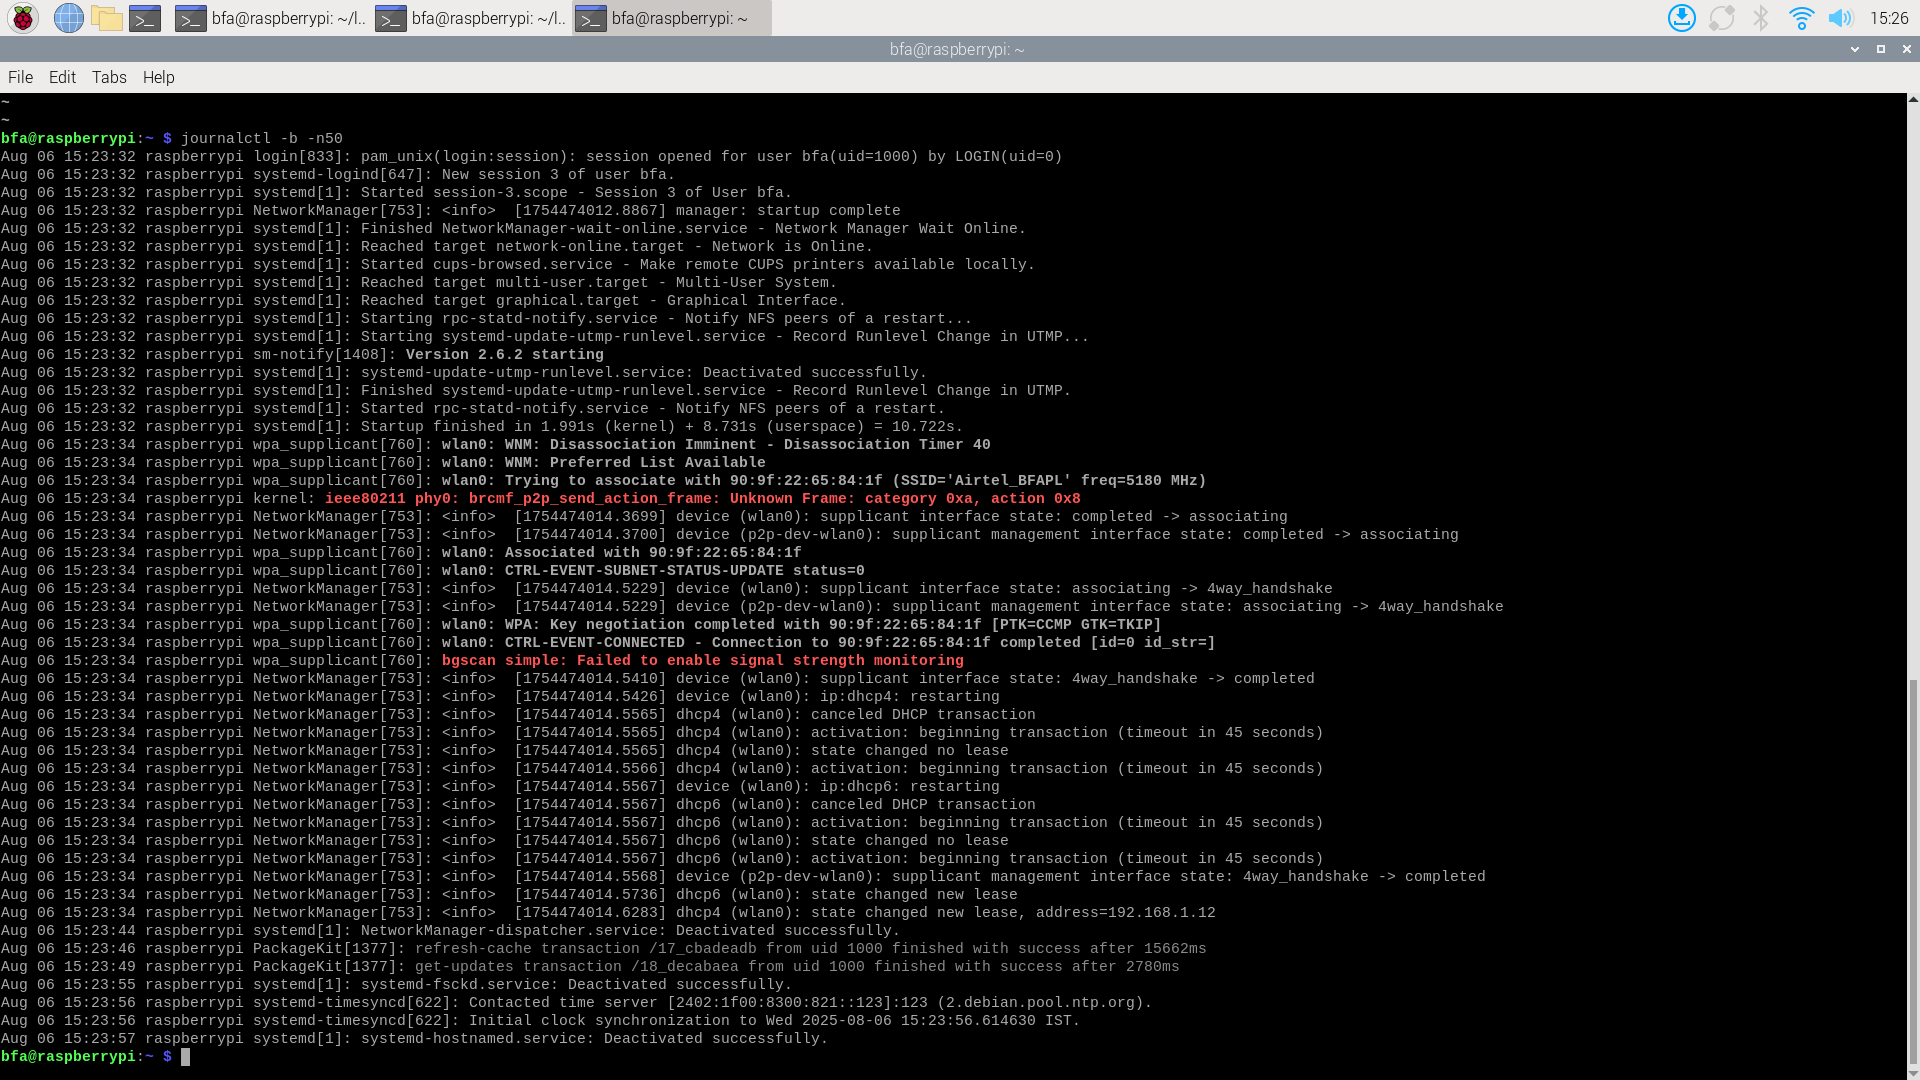 bfa@raspberrypi: ~/l.. bfa@raspberrypi: ~/l.. bfa@raspberrypi: ~ 15:26
bfa@raspberrypi: ~
File Edit Tabs Help
~
~
bfa@raspberrypi:~ $ journalctl -b -n50
Aug 06 15:23:32 raspberrypi login[833]: pam_unix(login:session): session opened for user bfa(uid=1000) by LOGIN(uid=0)
Aug 06 15:23:32 raspberrypi systemd-logind[647]: New session 3 of user bfa.
Aug 06 15:23:32 raspberrypi systemd[1]: Started session-3.scope - Session 3 of User bfa.
Aug 06 15:23:32 raspberrypi NetworkManager[753]: <info>  [1754474012.8867] manager: startup complete
Aug 06 15:23:32 raspberrypi systemd[1]: Finished NetworkManager-wait-online.service - Network Manager Wait Online.
Aug 06 15:23:32 raspberrypi systemd[1]: Reached target network-online.target - Network is Online.
Aug 06 15:23:32 raspberrypi systemd[1]: Started cups-browsed.service - Make remote CUPS printers available locally.
Aug 06 15:23:32 raspberrypi systemd[1]: Reached target multi-user.target - Multi-User System.
Aug 06 15:23:32 raspberrypi systemd[1]: Reached target graphical.target - Graphical Interface.
Aug 06 15:23:32 raspberrypi systemd[1]: Starting rpc-statd-notify.service - Notify NFS peers of a restart...
Aug 06 15:23:32 raspberrypi systemd[1]: Starting systemd-update-utmp-runlevel.service - Record Runlevel Change in UTMP...
Aug 06 15:23:32 raspberrypi sm-notify[1408]: Version 2.6.2 starting
Aug 06 15:23:32 raspberrypi systemd[1]: systemd-update-utmp-runlevel.service: Deactivated successfully.
Aug 06 15:23:32 raspberrypi systemd[1]: Finished systemd-update-utmp-runlevel.service - Record Runlevel Change in UTMP.
Aug 06 15:23:32 raspberrypi systemd[1]: Started rpc-statd-notify.service - Notify NFS peers of a restart.
Aug 06 15:23:32 raspberrypi systemd[1]: Startup finished in 1.991s (kernel) + 8.731s (userspace) = 10.722s.
Aug 06 15:23:34 raspberrypi wpa_supplicant[760]: wlan0: WNM: Disassociation Imminent - Disassociation Timer 40
Aug 06 15:23:34 raspberrypi wpa_supplicant[760]: wlan0: WNM: Preferred List Available
Aug 06 15:23:34 raspberrypi wpa_supplicant[760]: wlan0: Trying to associate with 90:9f:22:65:84:1f (SSID='Airtel_BFAPL' freq=5180 MHz)
Aug 06 15:23:34 raspberrypi kernel: ieee80211 phy0: brcmf_p2p_send_action_frame: Unknown Frame: category 0xa, action 0x8
Aug 06 15:23:34 raspberrypi NetworkManager[753]: <info>  [1754474014.3699] device (wlan0): supplicant interface state: completed -> associating
Aug 06 15:23:34 raspberrypi NetworkManager[753]: <info>  [1754474014.3700] device (p2p-dev-wlan0): supplicant management interface state: completed -> associating
Aug 06 15:23:34 raspberrypi wpa_supplicant[760]: wlan0: Associated with 90:9f:22:65:84:1f
Aug 06 15:23:34 raspberrypi wpa_supplicant[760]: wlan0: CTRL-EVENT-SUBNET-STATUS-UPDATE status=0
Aug 06 15:23:34 raspberrypi NetworkManager[753]: <info>  [1754474014.5229] device (wlan0): supplicant interface state: associating -> 4way_handshake
Aug 06 15:23:34 raspberrypi NetworkManager[753]: <info>  [1754474014.5229] device (p2p-dev-wlan0): supplicant management interface state: associating -> 4way_handshake
Aug 06 15:23:34 raspberrypi wpa_supplicant[760]: wlan0: WPA: Key negotiation completed with 90:9f:22:65:84:1f [PTK=CCMP GTK=TKIP]
Aug 06 15:23:34 raspberrypi wpa_supplicant[760]: wlan0: CTRL-EVENT-CONNECTED - Connection to 90:9f:22:65:84:1f completed [id=0 id_str=]
Aug 06 15:23:34 raspberrypi wpa_supplicant[760]: bgscan simple: Failed to enable signal strength monitoring
Aug 06 15:23:34 raspberrypi NetworkManager[753]: <info>  [1754474014.5410] device (wlan0): supplicant interface state: 4way_handshake -> completed
Aug 06 15:23:34 raspberrypi NetworkManager[753]: <info>  [1754474014.5426] device (wlan0): ip:dhcp4: restarting
Aug 06 15:23:34 raspberrypi NetworkManager[753]: <info>  [1754474014.5565] dhcp4 (wlan0): canceled DHCP transaction
Aug 06 15:23:34 raspberrypi NetworkManager[753]: <info>  [1754474014.5565] dhcp4 (wlan0): activation: beginning transaction (timeout in 45 seconds)
Aug 06 15:23:34 raspberrypi NetworkManager[753]: <info>  [1754474014.5565] dhcp4 (wlan0): state changed no lease
Aug 06 15:23:34 raspberrypi NetworkManager[753]: <info>  [1754474014.5566] dhcp4 (wlan0): activation: beginning transaction (timeout in 45 seconds)
Aug 06 15:23:34 raspberrypi NetworkManager[753]: <info>  [1754474014.5567] device (wlan0): ip:dhcp6: restarting
Aug 06 15:23:34 raspberrypi NetworkManager[753]: <info>  [1754474014.5567] dhcp6 (wlan0): canceled DHCP transaction
Aug 06 15:23:34 raspberrypi NetworkManager[753]: <info>  [1754474014.5567] dhcp6 (wlan0): activation: beginning transaction (timeout in 45 seconds)
Aug 06 15:23:34 raspberrypi NetworkManager[753]: <info>  [1754474014.5567] dhcp6 (wlan0): state changed no lease
Aug 06 15:23:34 raspberrypi NetworkManager[753]: <info>  [1754474014.5567] dhcp6 (wlan0): activation: beginning transaction (timeout in 45 seconds)
Aug 06 15:23:34 raspberrypi NetworkManager[753]: <info>  [1754474014.5568] device (p2p-dev-wlan0): supplicant management interface state: 4way_handshake -> completed
Aug 06 15:23:34 raspberrypi NetworkManager[753]: <info>  [1754474014.5736] dhcp6 (wlan0): state changed new lease
Aug 06 15:23:34 raspberrypi NetworkManager[753]: <info>  [1754474014.6283] dhcp4 (wlan0): state changed new lease, address=192.168.1.12
Aug 06 15:23:44 raspberrypi systemd[1]: NetworkManager-dispatcher.service: Deactivated successfully.
Aug 06 15:23:46 raspberrypi PackageKit[1377]: refresh-cache transaction /17_cbadeadb from uid 1000 finished with success after 15662ms
Aug 06 15:23:49 raspberrypi PackageKit[1377]: get-updates transaction /18_decabaea from uid 1000 finished with success after 2780ms
Aug 06 15:23:55 raspberrypi systemd[1]: systemd-fsckd.service: Deactivated successfully.
Aug 06 15:23:56 raspberrypi systemd-timesyncd[622]: Contacted time server [2402:1f00:8300:821::123]:123 (2.debian.pool.ntp.org).
Aug 06 15:23:56 raspberrypi systemd-timesyncd[622]: Initial clock synchronization to Wed 2025-08-06 15:23:56.614630 IST.
Aug 06 15:23:57 raspberrypi systemd[1]: systemd-hostnamed.service: Deactivated successfully.
bfa@raspberrypi:~ $